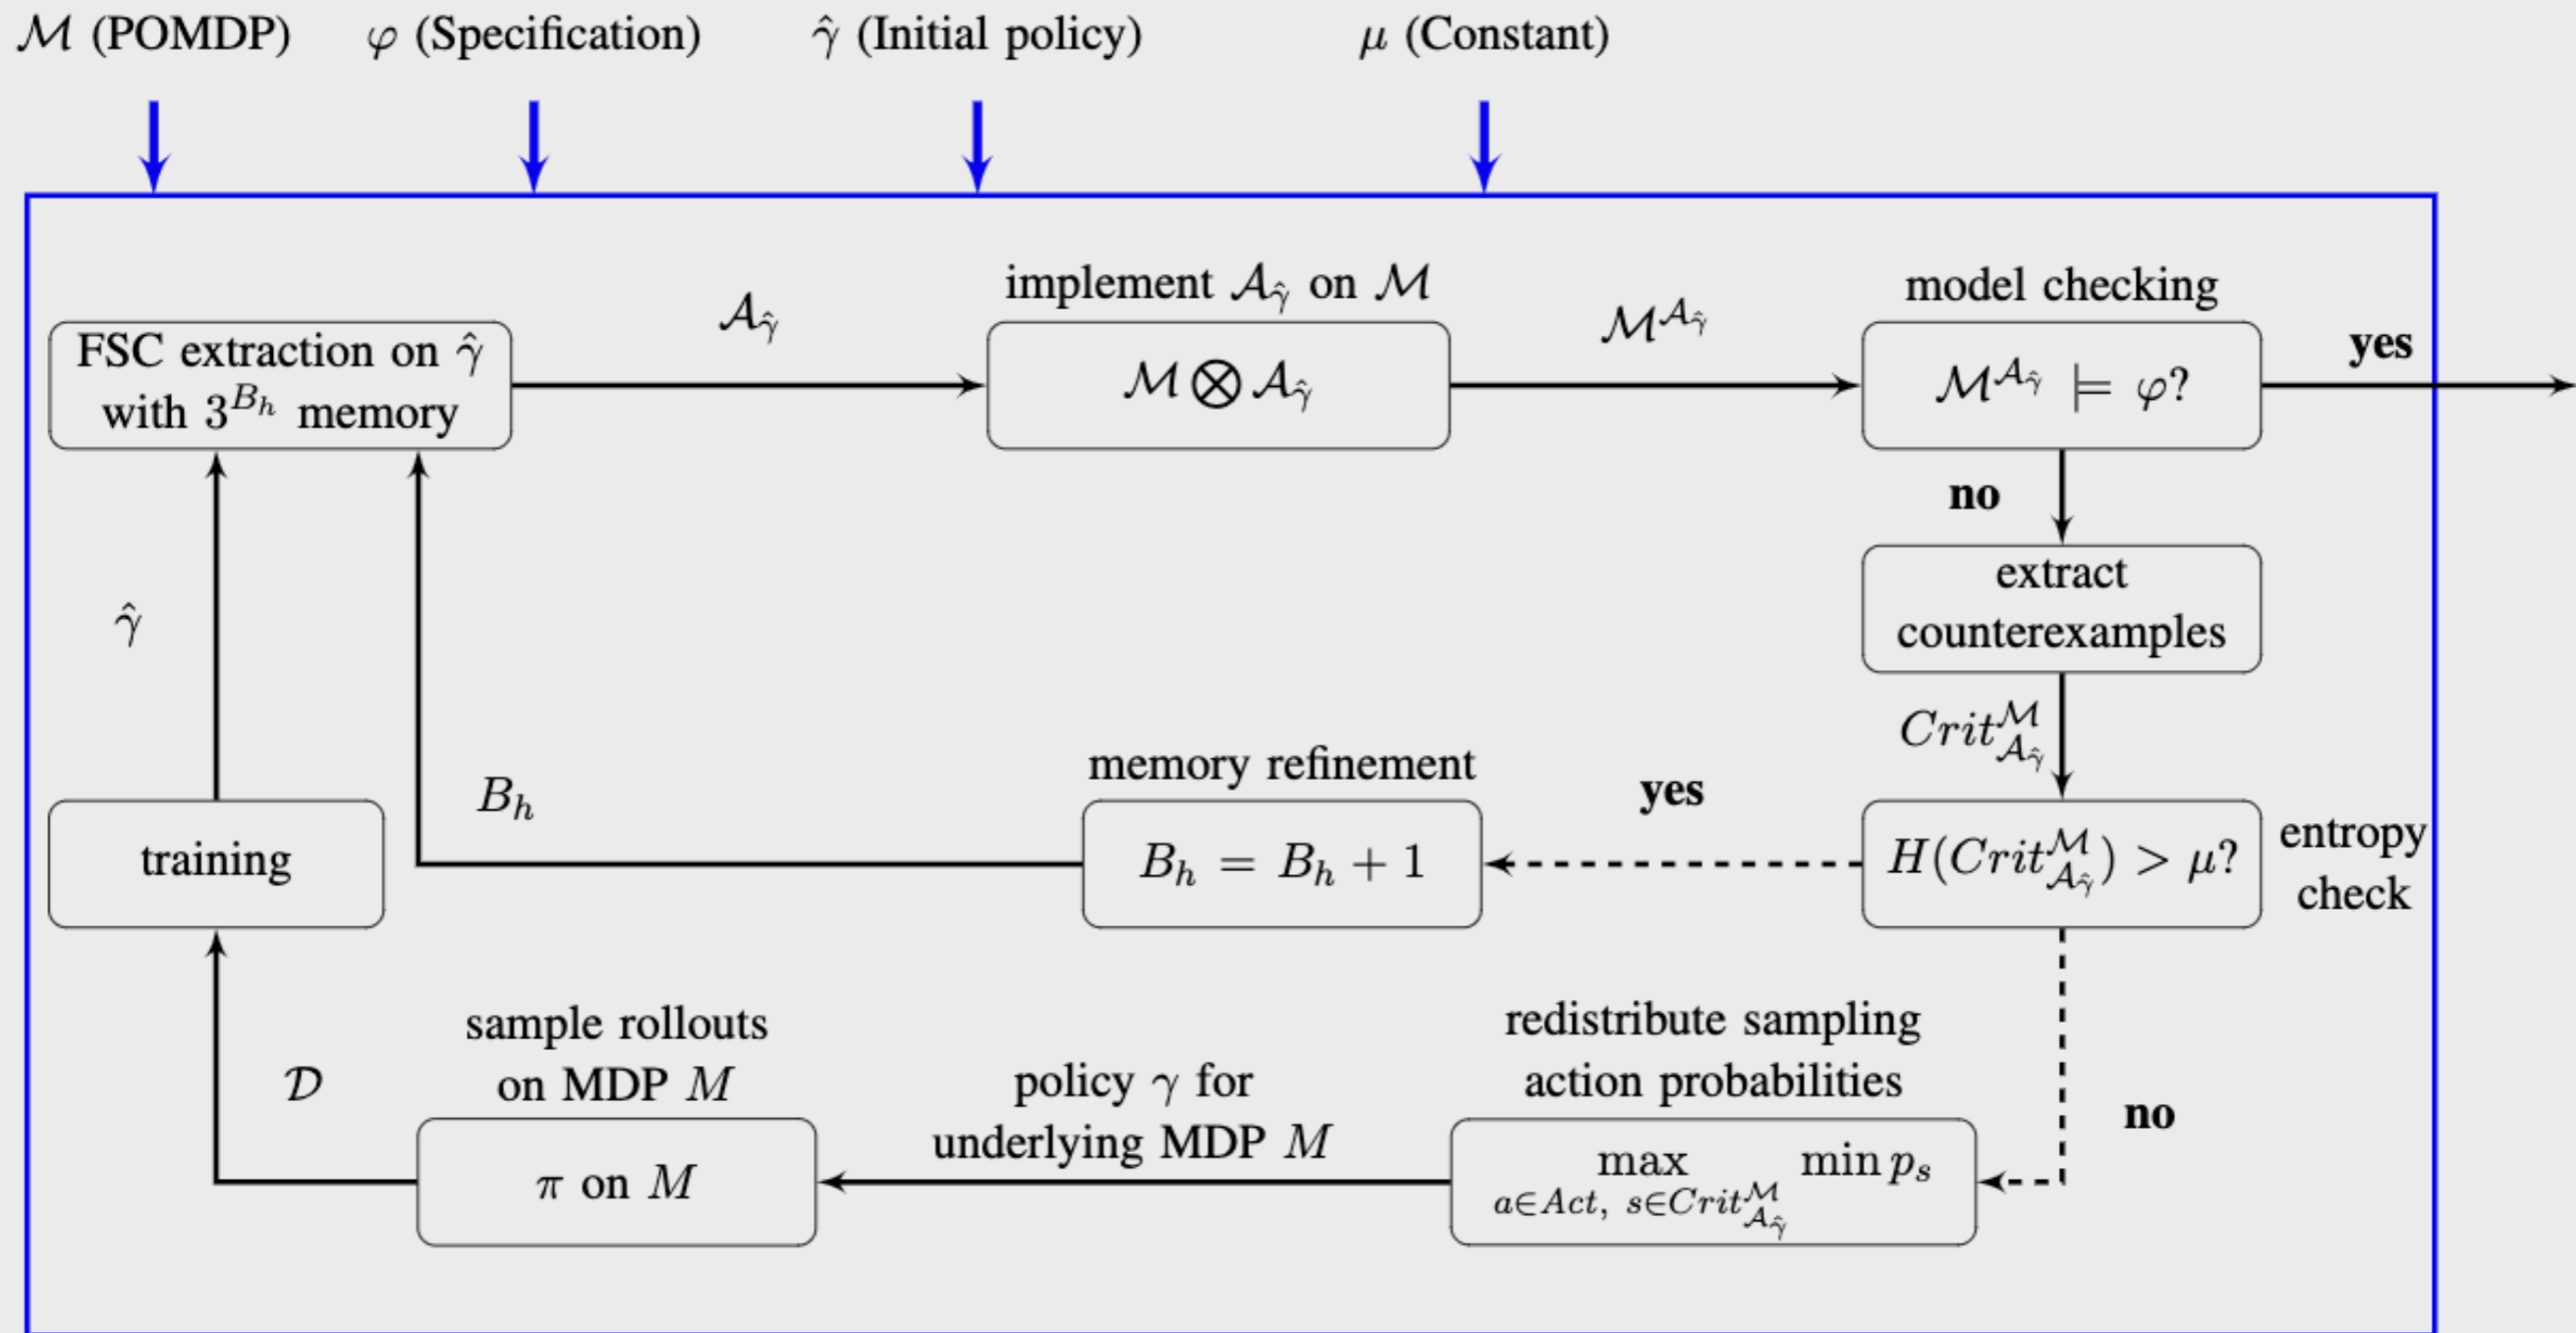 ℳ (POMDP) φ (Specification) γ̂ (Initial policy) μ (Constant)
implement 𝒜_γ̂ on ℳ
model checking
FSC extraction on γ̂
with 3^{B_h} memory
𝒜_γ̂
ℳ ⨂ 𝒜_γ̂
ℳ^{𝒜_γ̂}
ℳ^{𝒜_γ̂} ⊨ φ?
yes
no
extract
counterexamples
Crit^ℳ_{𝒜_γ̂}
γ̂
B_h
memory refinement
yes
training
B_h = B_h + 1
H(Crit^ℳ_{𝒜_γ̂}) > μ?
entropy
check
no
redistribute sampling
action probabilities
max min p_s
a∈Act, s∈Crit^ℳ_{𝒜_γ̂}
policy γ for
underlying MDP M
sample rollouts
on MDP M
π on M
𝒟